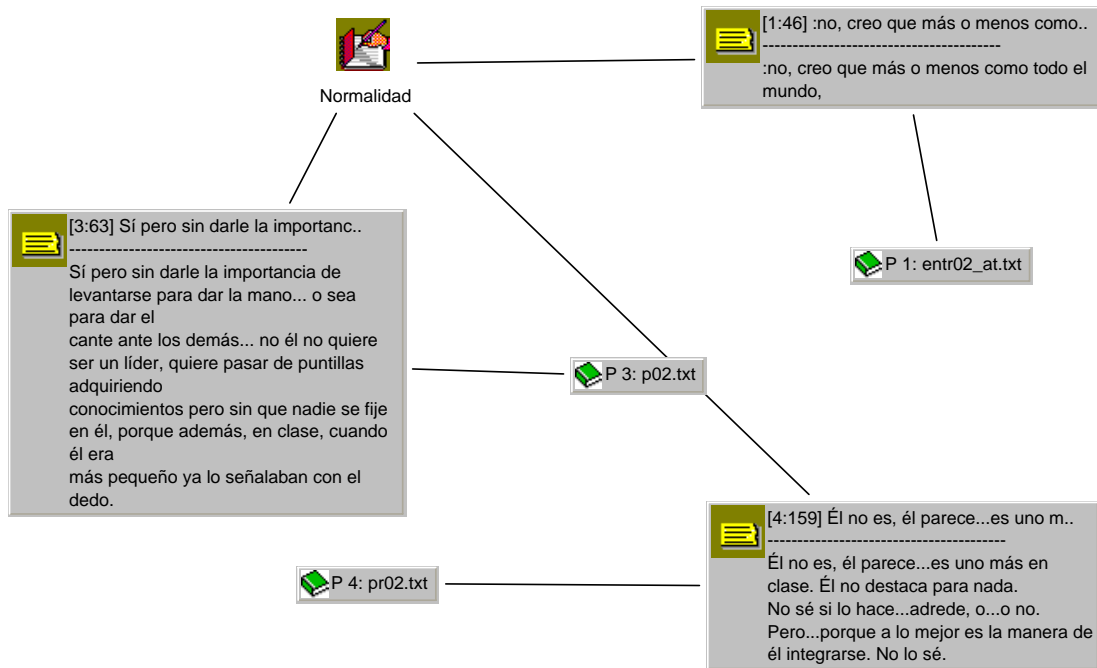 Normalidad
[1:46] :no, creo que más o menos como..
----------------------------------------
:no, creo que más o menos como todo el
mundo,
P 1: entr02_at.txt
[3:63] Sí pero sin darle la importanc..
----------------------------------------
Sí pero sin darle la importancia de
levantarse para dar la mano... o sea
para dar el
cante ante los demás... no él no quiere
ser un líder, quiere pasar de puntillas
adquiriendo
conocimientos pero sin que nadie se fije
en él, porque además, en clase, cuando
él era
más pequeño ya lo señalaban con el
dedo.
P 3: p02.txt
[4:159] Él no es, él parece...es uno m..
----------------------------------------
Él no es, él parece...es uno más en
clase. Él no destaca para nada.
No sé si lo hace...adrede, o...o no.
Pero...porque a lo mejor es la manera de
él integrarse. No lo sé.
P 4: pr02.txt